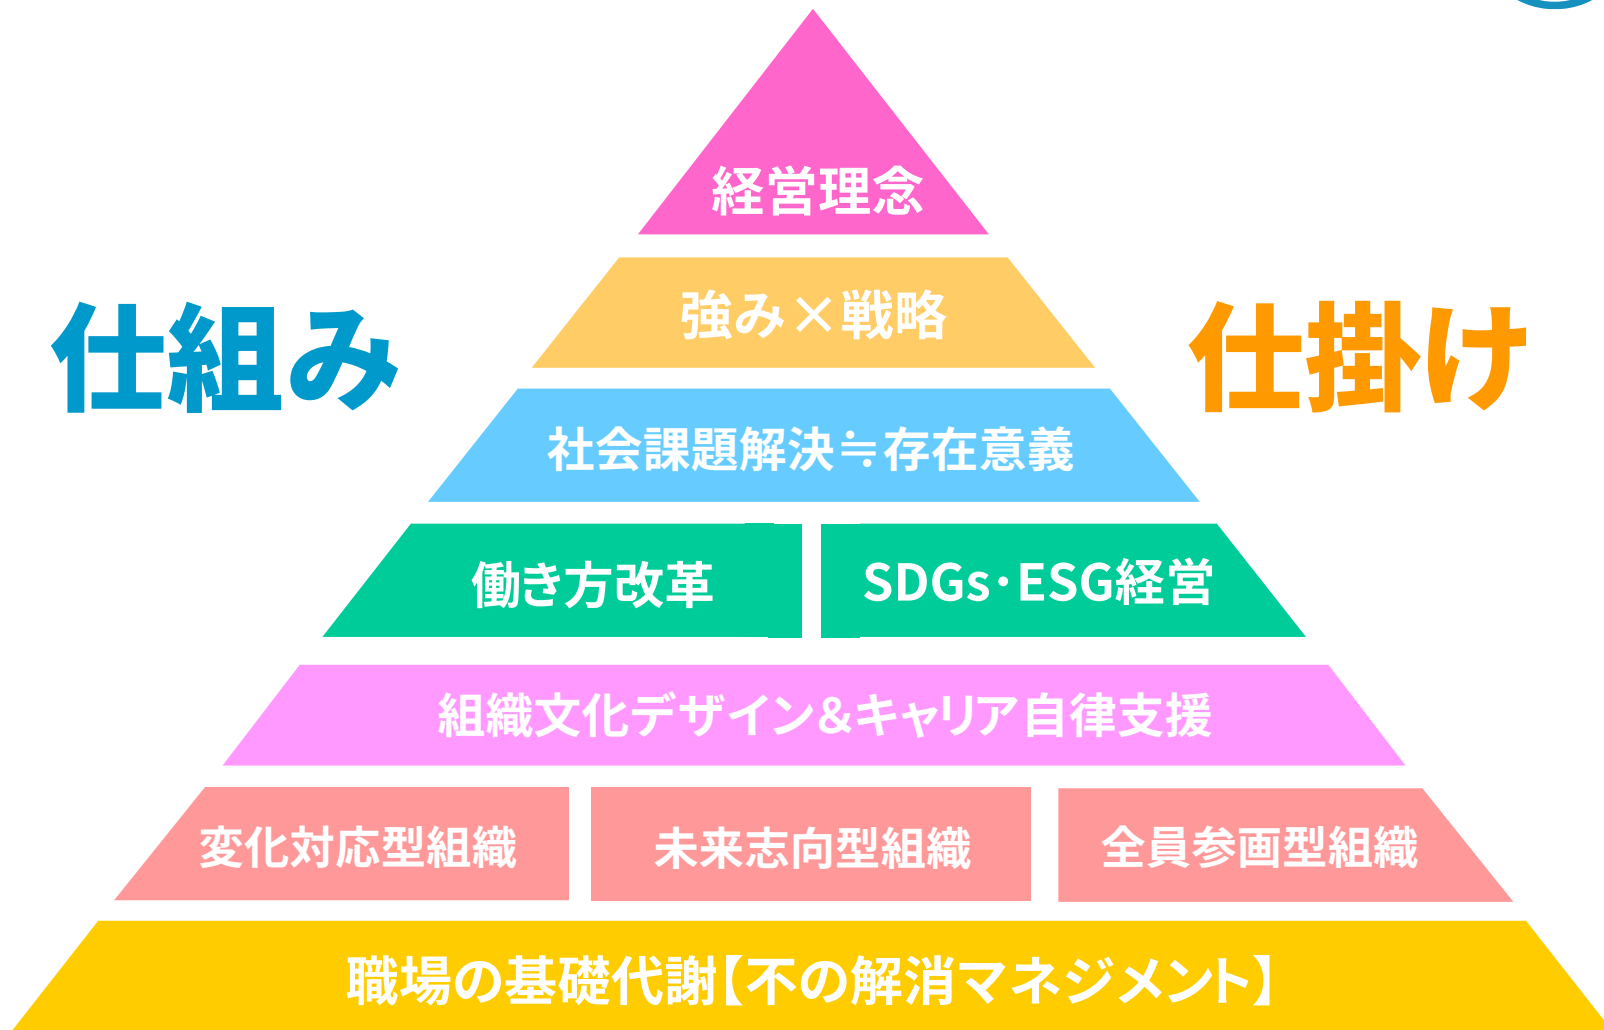 経営理念
強み×戦略
仕組み
仕掛け
社会課題解決≒存在意義
働き方改革
SDGs・ESG経営
組織文化デザイン&キャリア自律支援
変化対応型組織
未来志向型組織
全員参画型組織
職場の基礎代謝【不の解消マネジメント】